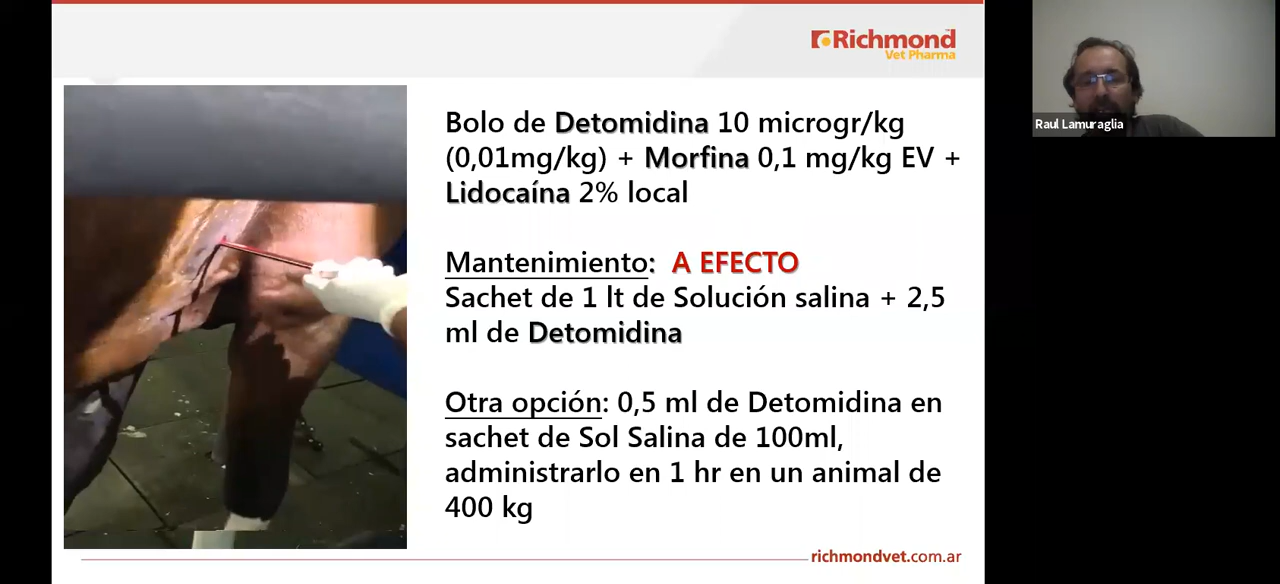 Richmond
Vet Pharma
Bolo de Detomidina 10 microgr/kg
(0,01mg/kg) + Morfina 0,1 mg/kg EV +
Lidocaína 2% local
Mantenimiento: A EFECTO
Sachet de 1 lt de Solución salina + 2,5
ml de Detomidina
Otra opción: 0,5 ml de Detomidina en
sachet de Sol Salina de 100ml,
administrarlo en 1 hr en un animal de
400 kg
richmondvet.com.ar
Raul Lamuraglia